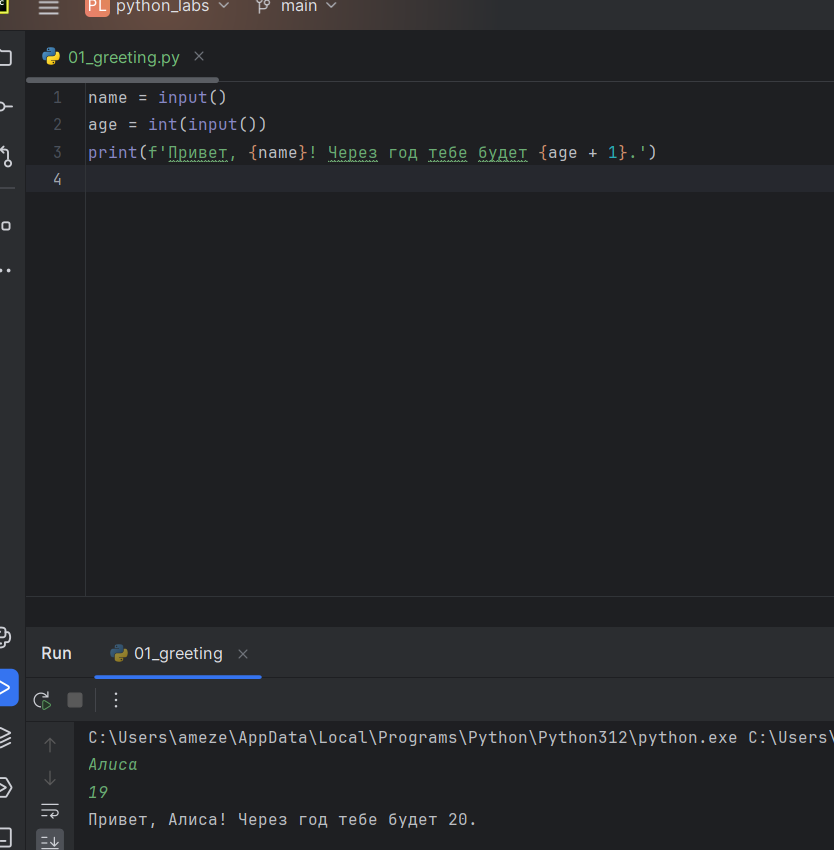 PL python_labs main
01_greeting.py
1 name = input()
2 age = int(input())
3 print(f'Привет, {name}! Через год тебе будет {age + 1}.')
4
Run 01_greeting
C:\Users\ameze\AppData\Local\Programs\Python\Python312\python.exe C:\Users\
Алиса
19
Привет, Алиса! Через год тебе будет 20.